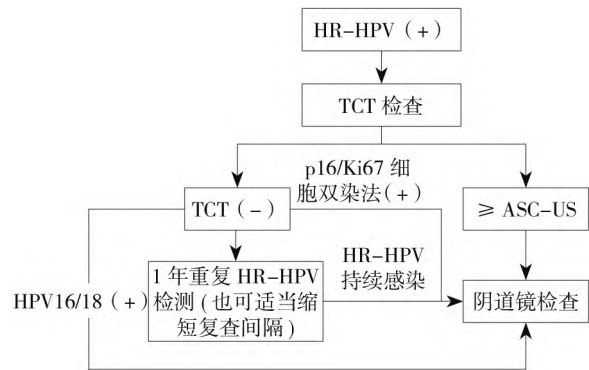 HR-HPV（+）
TCT 检查
p16/Ki67 细
胞双染法（+）
TCT（-）
≥ ASC-US
1 年重复 HR-HPV
检测（也可适当缩
短复查间隔）
HR-HPV
持续感染
HPV16/18（+）
阴道镜检查